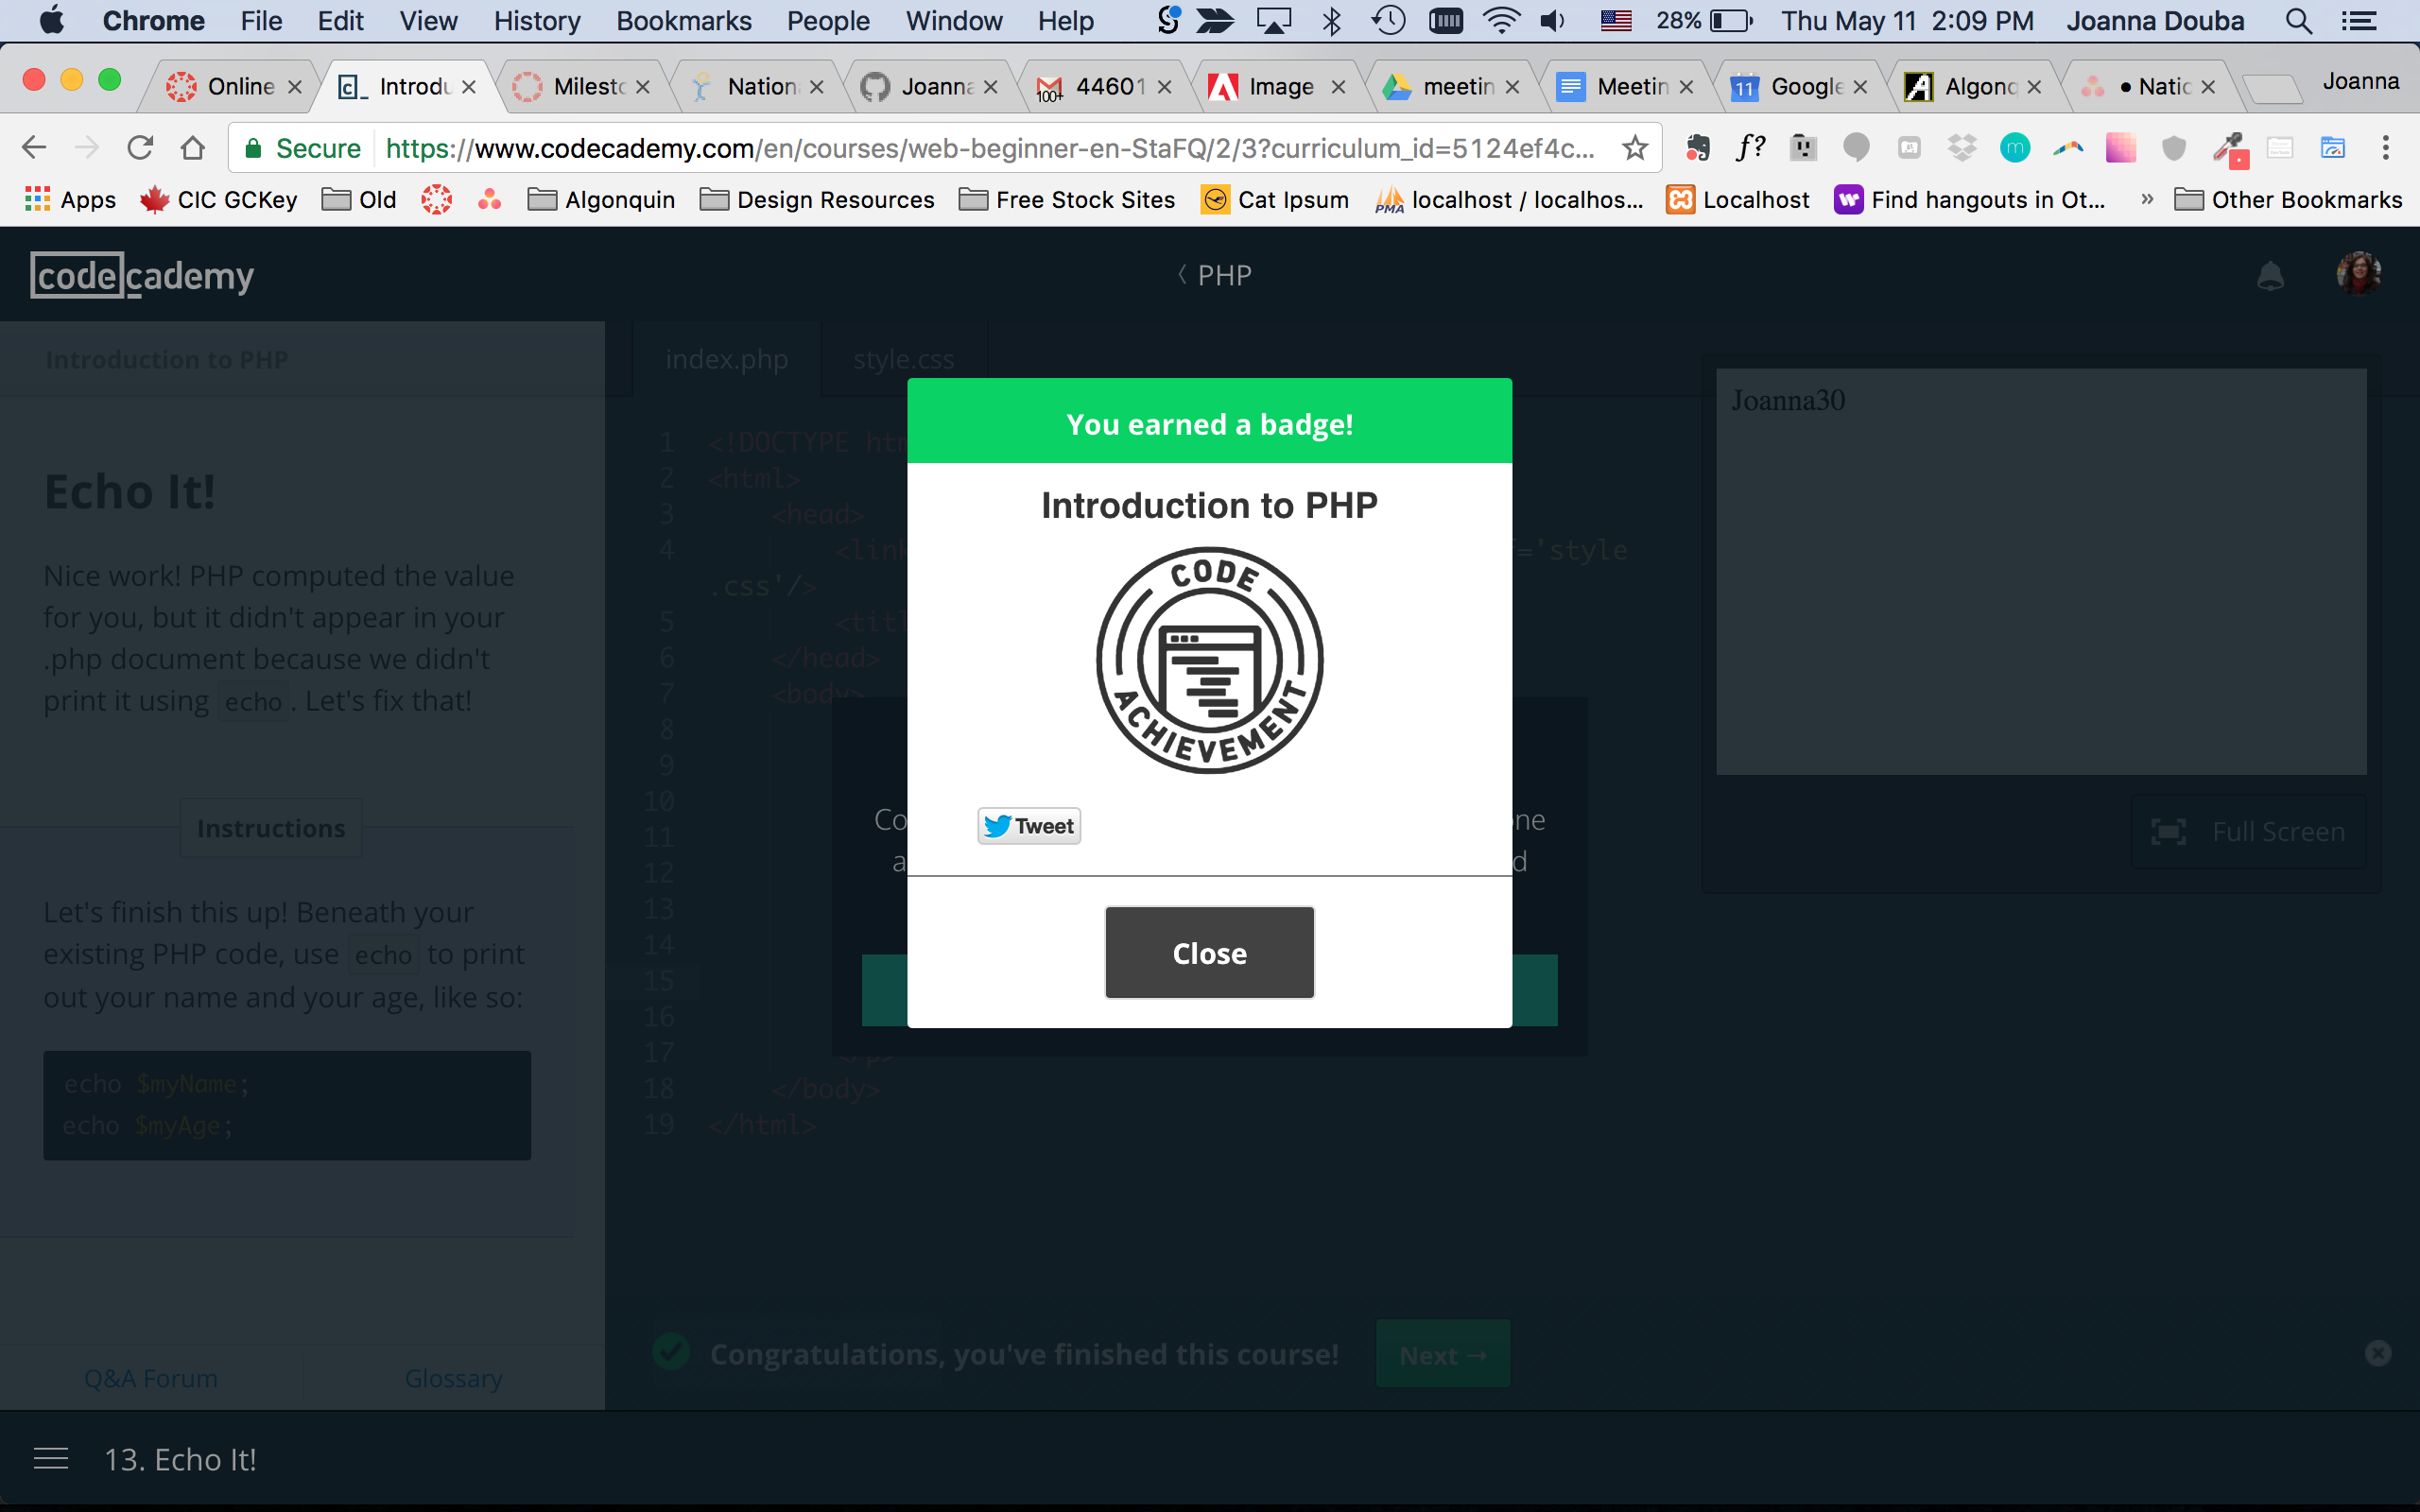 Chrome File Edit View History Bookmarks People Window Help 28% Thu May 11 2:09 PM Joanna Douba
Online Introdu Milesto Nation Joanna 44601 Image meetin Meetin Google Algonq • Natio Joanna
100+ 11
Secure https://www.codecademy.com/en/courses/web-beginner-en-StaFQ/2/3?curriculum_id=5124ef4c... f? m
Apps CIC GCKey Old Algonquin Design Resources Free Stock Sites Cat Ipsum PMA localhost / localhos... Localhost Find hangouts in Ot... » Other Bookmarks
codecademy
PHP
Introduction to PHP
index.php style.css
Echo It!
Nice work! PHP computed the value
for you, but it didn't appear in your
.php document because we didn't
print it using echo. Let's fix that!
Instructions
Let's finish this up! Beneath your
existing PHP code, use echo to print
out your name and your age, like so:
echo $myName;
echo $myAge;
Q&A Forum Glossary
1 <!DOCTYPE
2 <html>
3 <head>
4 ='style
.css'/>
5
6 </head>
7 <body>
8
9
10
11
12
13
14
15
16
17 </p>
18 </body>
19 </html>
You earned a badge!
Introduction to PHP
CODE
ACHIEVEMENT
Tweet
Close
Joanna30
Full Screen
Congratulations, you've finished this course! Next →
13. Echo It!